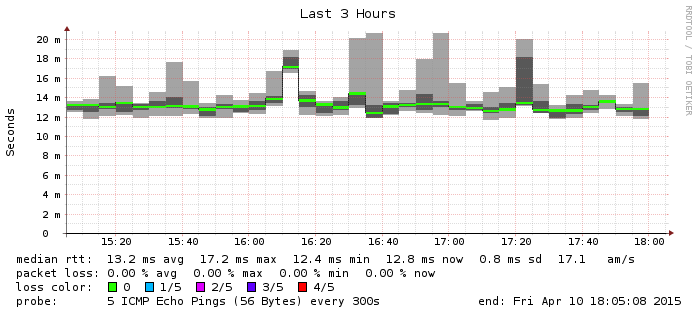 Last 3 Hours
RRDTOOL / TOBI OETIKER
Seconds
20 m
18 m
16 m
14 m
12 m
10 m
8 m
6 m
4 m
2 m
0
15:20 15:40 16:00 16:20 16:40 17:00 17:20 17:40 18:00
median rtt: 13.2 ms avg 17.2 ms max 12.4 ms min 12.8 ms now 0.8 ms sd 17.1 am/s
packet loss: 0.00 % avg 0.00 % max 0.00 % min 0.00 % now
loss color: 0 1/5 2/5 3/5 4/5
probe: 5 ICMP Echo Pings (56 Bytes) every 300s end: Fri Apr 10 18:05:08 2015